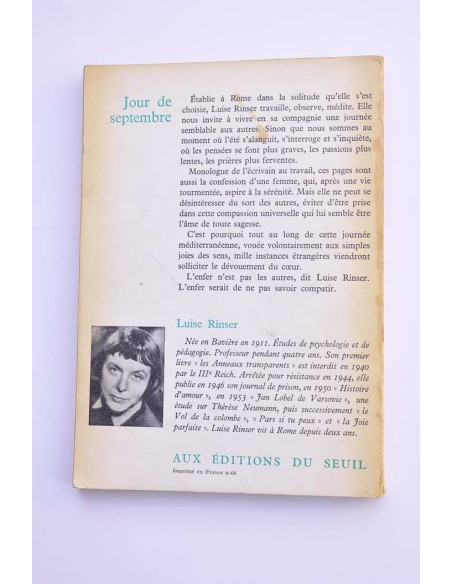 Jour de
septembre
Établie à Rome dans la solitude qu'elle s'est
choisie, Luise Rinser travaille, observe, médite. Elle
nous invite à vivre en sa compagnie une journée
semblable aux autres. Sinon que nous sommes au
moment où l'été s'alanguit, s'interroge et s'inquiète,
où les pensées se font plus graves, les passions plus
lentes, les prières plus ferventes.
Monologue de l'écrivain au travail, ces pages sont
aussi la confession d'une femme, qui, après une vie
tourmentée, aspire à la sérénité. Mais elle ne peut se
désintéresser du sort des autres, éviter d'être prise
dans cette compassion universelle qui lui semble être
l'âme de toute sagesse.
C'est pourquoi tout au long de cette journée
méditerranéenne, vouée volontairement aux simples
joies des sens, mille instances étrangères viendront
solliciter le dévouement du cœur.
L'enfer n'est pas les autres, dit Luise Rinser.
L'enfer serait de ne pas savoir compatir.
Luise Rinser
Née en Bavière en 1911. Études de psychologie et de
pédagogie. Professeur pendant quatre ans. Son premier
livre « les Anneaux transparents » est interdit en 1940
par le IIIe Reich. Arrêtée pour résistance en 1944, elle
publie en 1946 son journal de prison, en 1950 « Histoire
d'amour », en 1953 « Jan Lobel de Varsovie », une
étude sur Thérèse Neumann, puis successivement « le
Vol de la colombe », « Pars si tu peux » et « la Joie
parfaite ». Luise Rinser vit à Rome depuis deux ans.
AUX ÉDITIONS DU SEUIL
Imprimé en France 9-66